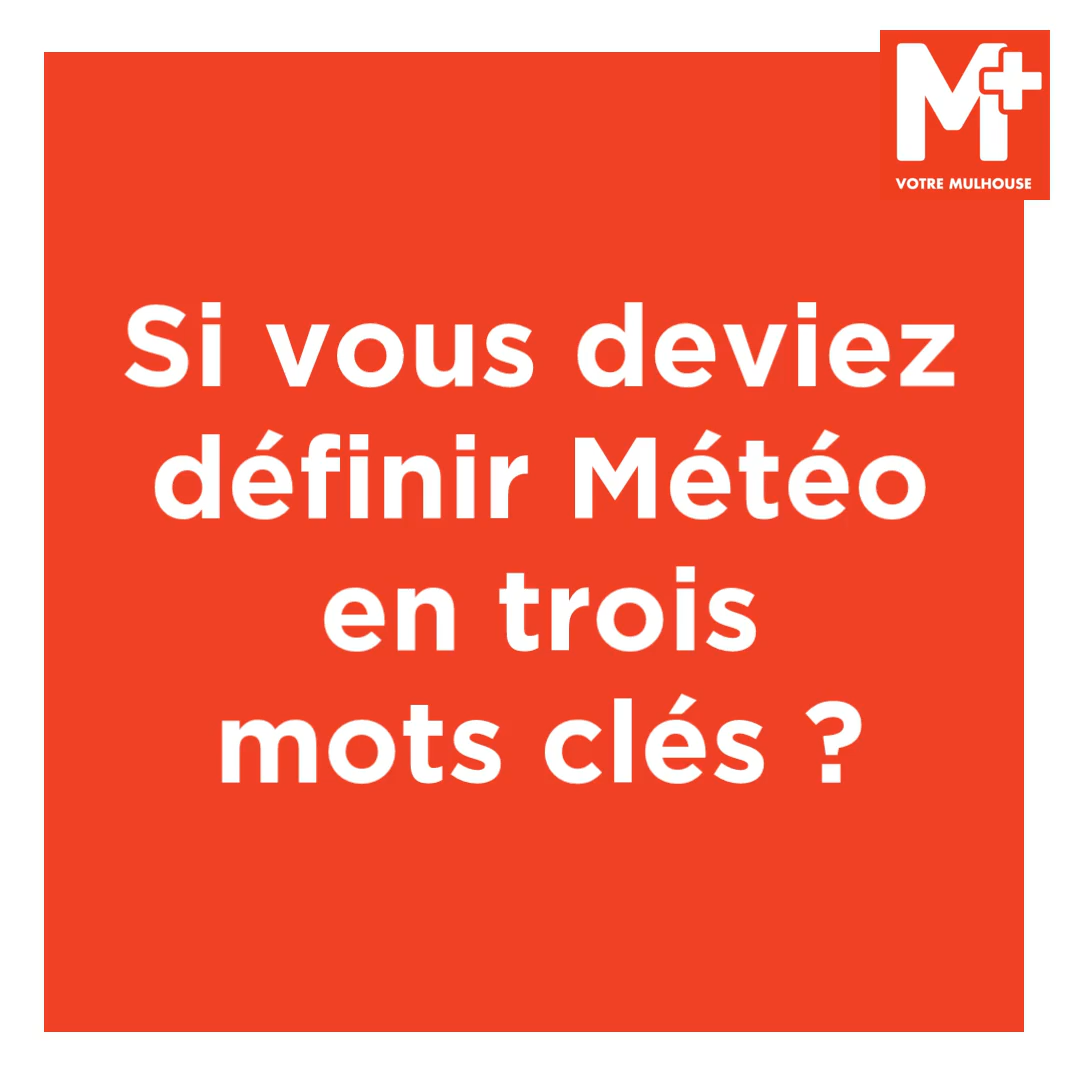 M+
VOTRE MULHOUSE
Si vous deviez
définir Météo
en trois
mots clés ?